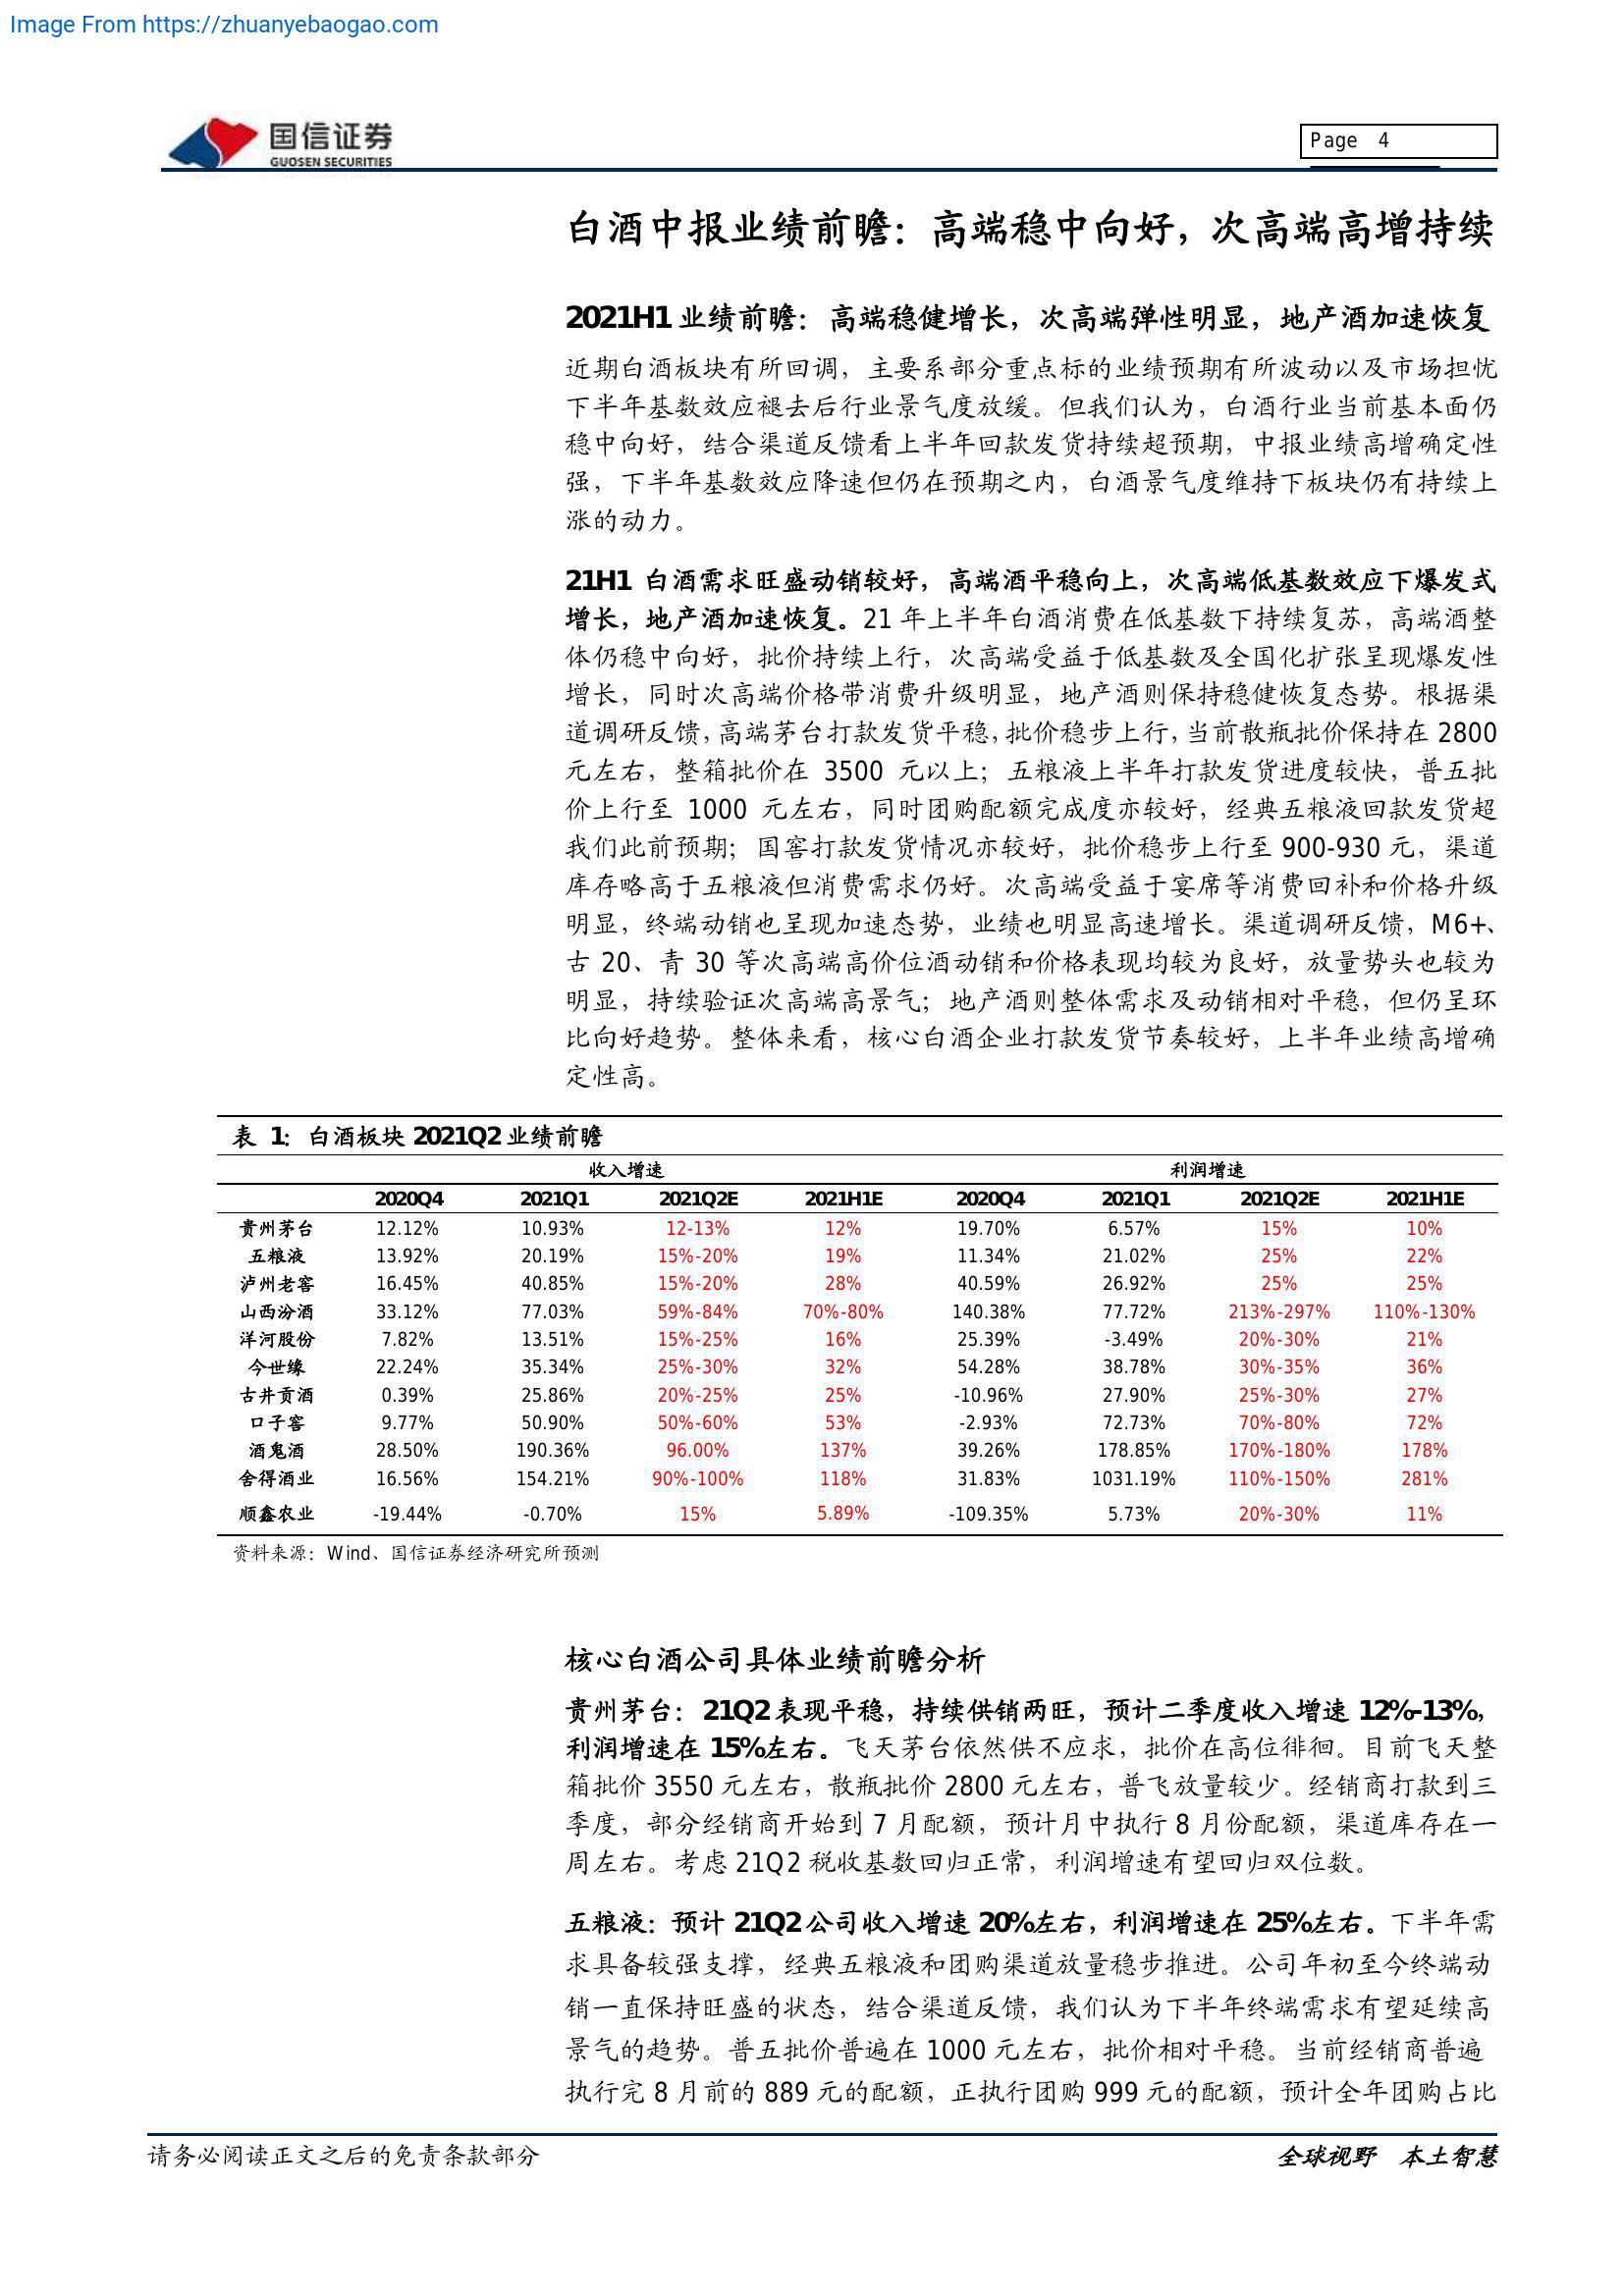 Image From https://zhuanyebaogao.com
国信证券
GUOSEN SECURITIES
Page 4
白酒中报业绩前瞻：高端稳中向好，次高端高增持续
2021H1 业绩前瞻：高端稳健增长，次高端弹性明显，地产酒加速恢复
近期白酒板块有所回调，主要系部分重点标的业绩预期有所波动以及市场担忧
下半年基数效应褪去后行业景气度放缓。但我们认为，白酒行业当前基本面仍
稳中向好，结合渠道反馈看上半年回款发货持续超预期，中报业绩高增确定性
强，下半年基数效应降速但仍在预期之内，白酒景气度维持下板块仍有持续上
涨的动力。
21H1 白酒需求旺盛动销较好，高端酒平稳向上，次高端低基数效应下爆发式
增长，地产酒加速恢复。21 年上半年白酒消费在低基数下持续复苏，高端酒整
体仍稳中向好，批价持续上行，次高端受益于低基数及全国化扩张呈现爆发性
增长，同时次高端价格带消费升级明显，地产酒则保持稳健恢复态势。根据渠
道调研反馈，高端茅台打款发货平稳，批价稳步上行，当前散瓶批价保持在 2800
元左右，整箱批价在 3500 元以上；五粮液上半年打款发货进度较快，普五批
价上行至 1000 元左右，同时团购配额完成度亦较好，经典五粮液回款发货超
我们此前预期；国窖打款发货情况亦较好，批价稳步上行至 900-930 元，渠道
库存略高于五粮液但消费需求仍好。次高端受益于宴席等消费回补和价格升级
明显，终端动销也呈现加速态势，业绩也明显高速增长。渠道调研反馈，M6+、
古 20、青 30 等次高端高价位酒动销和价格表现均较为良好，放量势头也较为
明显，持续验证次高端高景气；地产酒则整体需求及动销相对平稳，但仍呈环
比向好趋势。整体来看，核心白酒企业打款发货节奏较好，上半年业绩高增确
定性高。
表 1：白酒板块 2021Q2 业绩前瞻
收入增速 利润增速
2020Q4 2021Q1 2021Q2E 2021H1E 2020Q4 2021Q1 2021Q2E 2021H1E
贵州茅台 12.12% 10.93% 12-13% 12% 19.70% 6.57% 15% 10%
五粮液 13.92% 20.19% 15%-20% 19% 11.34% 21.02% 25% 22%
泸州老窖 16.45% 40.85% 15%-20% 28% 40.59% 26.92% 25% 25%
山西汾酒 33.12% 77.03% 59%-84% 70%-80% 140.38% 77.72% 213%-297% 110%-130%
洋河股份 7.82% 13.51% 15%-25% 16% 25.39% -3.49% 20%-30% 21%
今世缘 22.24% 35.34% 25%-30% 32% 54.28% 38.78% 30%-35% 36%
古井贡酒 0.39% 25.86% 20%-25% 25% -10.96% 27.90% 25%-30% 27%
口子窖 9.77% 50.90% 50%-60% 53% -2.93% 72.73% 70%-80% 72%
酒鬼酒 28.50% 190.36% 96.00% 137% 39.26% 178.85% 170%-180% 178%
舍得酒业 16.56% 154.21% 90%-100% 118% 31.83% 1031.19% 110%-150% 281%
顺鑫农业 -19.44% -0.70% 15% 5.89% -109.35% 5.73% 20%-30% 11%
资料来源：Wind、国信证券经济研究所预测
核心白酒公司具体业绩前瞻分析
贵州茅台：21Q2 表现平稳，持续供销两旺，预计二季度收入增速 12%-13%，
利润增速在 15%左右。飞天茅台依然供不应求，批价在高位徘徊。目前飞天整
箱批价 3550 元左右，散瓶批价 2800 元左右，普飞放量较少。经销商打款到三
季度，部分经销商开始到 7 月配额，预计月中执行 8 月份配额，渠道库存在一
周左右。考虑 21Q2 税收基数回归正常，利润增速有望回归双位数。
五粮液：预计 21Q2 公司收入增速 20%左右，利润增速在 25%左右。下半年需
求具备较强支撑，经典五粮液和团购渠道放量稳步推进。公司年初至今终端动
销一直保持旺盛的状态，结合渠道反馈，我们认为下半年终端需求有望延续高
景气的趋势。普五批价普遍在 1000 元左右，批价相对平稳。当前经销商普遍
执行完 8 月前的 889 元的配额，正执行团购 999 元的配额，预计全年团购占比
请务必阅读正文之后的免责条款部分
全球视野 本土智慧